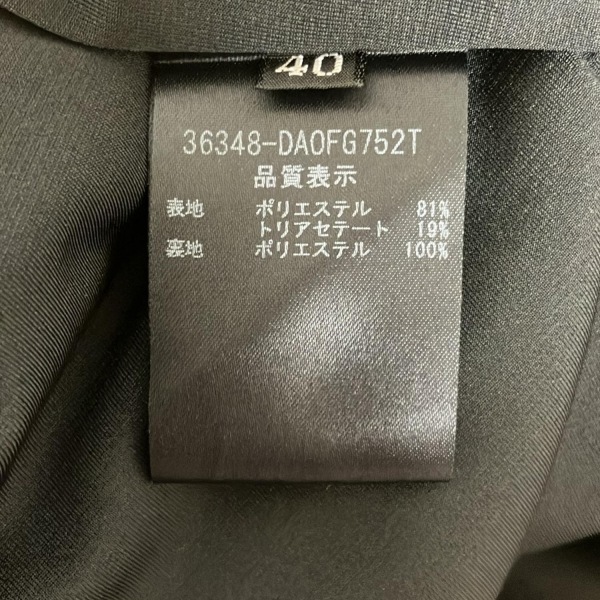 40
36348-DA0FG752T
品質表示
表地 ポリエステル 81%
トリアセテート 19%
裏地 ポリエステル 100%